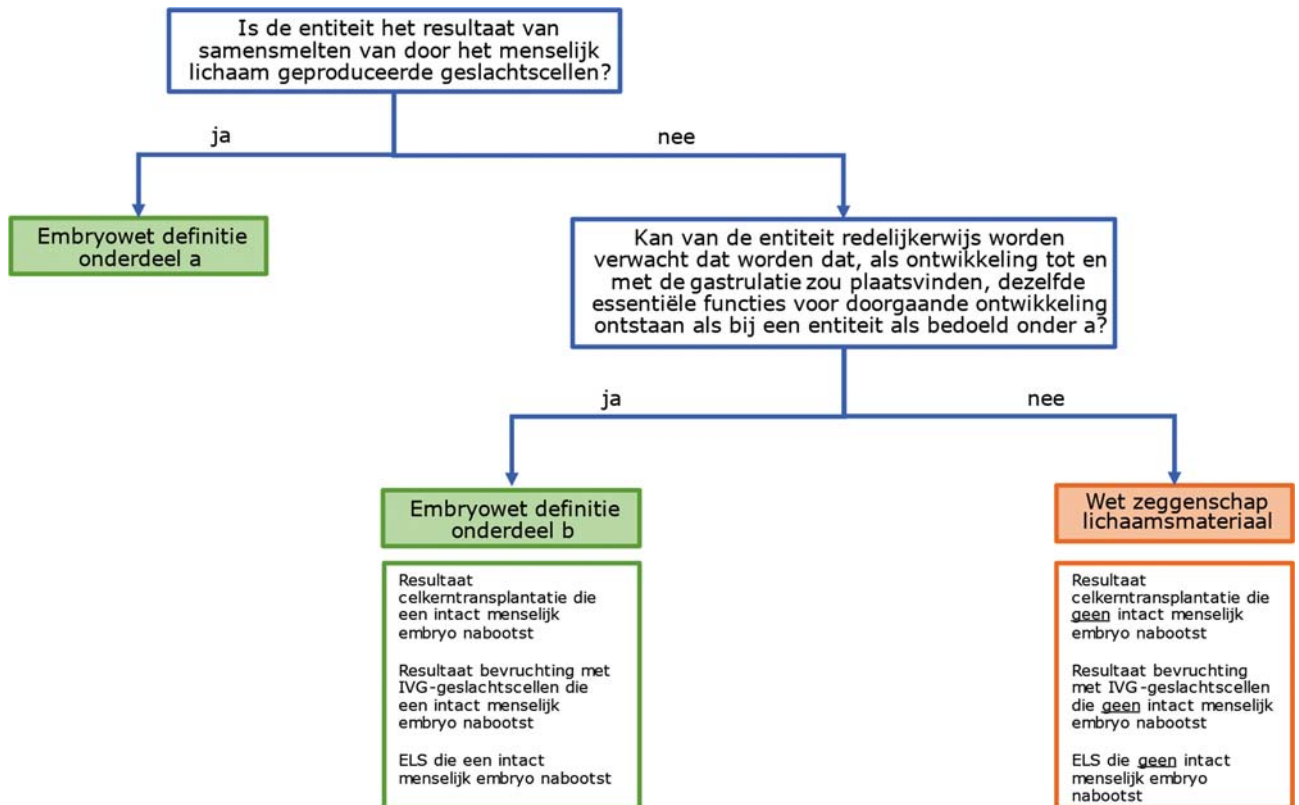 Is de entiteit het resultaat van
samensmelten van door het menselijk
lichaam geproduceerde geslachtscellen?
ja
nee
Embryowet definitie
onderdeel a
Kan van de entiteit redelijkerwijs worden
verwacht dat worden dat, als ontwikkeling tot en
met de gastrulatie zou plaatsvinden, dezelfde
essentiële functies voor doorgaande ontwikkeling
ontstaan als bij een entiteit als bedoeld onder a?
ja
nee
Embryowet definitie
onderdeel b
Resultaat
celkerntransplantatie die
een intact menselijk
embryo nabootst
Resultaat bevruchting met
IVG-geslachtscellen die
een intact menselijk
embryo nabootst
ELS die een intact
menselijk embryo nabootst
Wet zeggenschap
lichaamsmateriaal
Resultaat
celkerntransplantatie die
geen intact menselijk
embryo nabootst
Resultaat bevruchting
met IVG-geslachtscellen
die geen intact menselijk
embryo nabootst
ELS die geen intact
menselijk embryo
nabootst